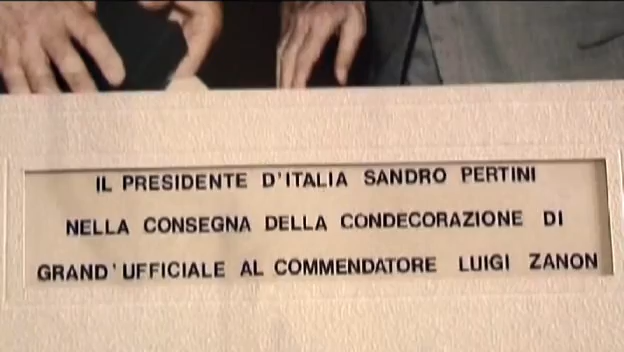 IL PRESIDENTE D'ITALIA SANDRO PERTINI
NELLA CONSEGNA DELLA CONDECORAZIONE DI
GRAND'UFFICIALE AL COMMENDATORE LUIGI ZANON